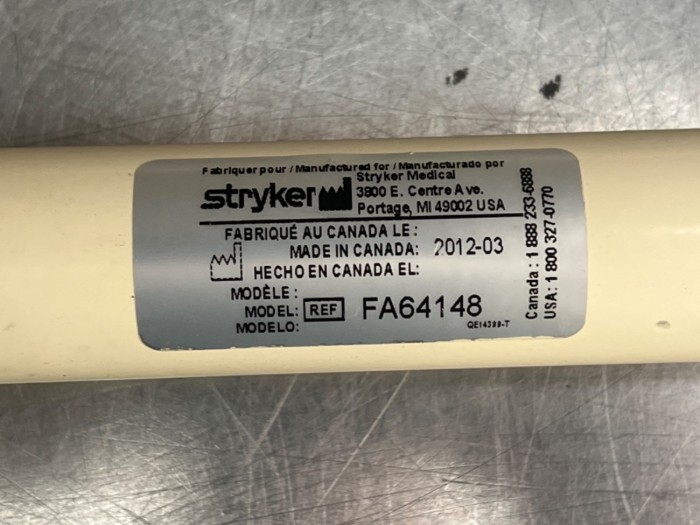 Fabriquer pour / Manufactured for / Manufacturado por
stryker
Stryker Medical
3800 E. Centre Ave.
Portage, MI 49002 USA
FABRIQUÉ AU CANADA LE :
MADE IN CANADA: 2012-03
HECHO EN CANADA EL:
MODÈLE :
MODEL: REF FA64148
MODELO:
QE14399-T
Canada : 1 888 233-6888
USA: 1 800 327-0770